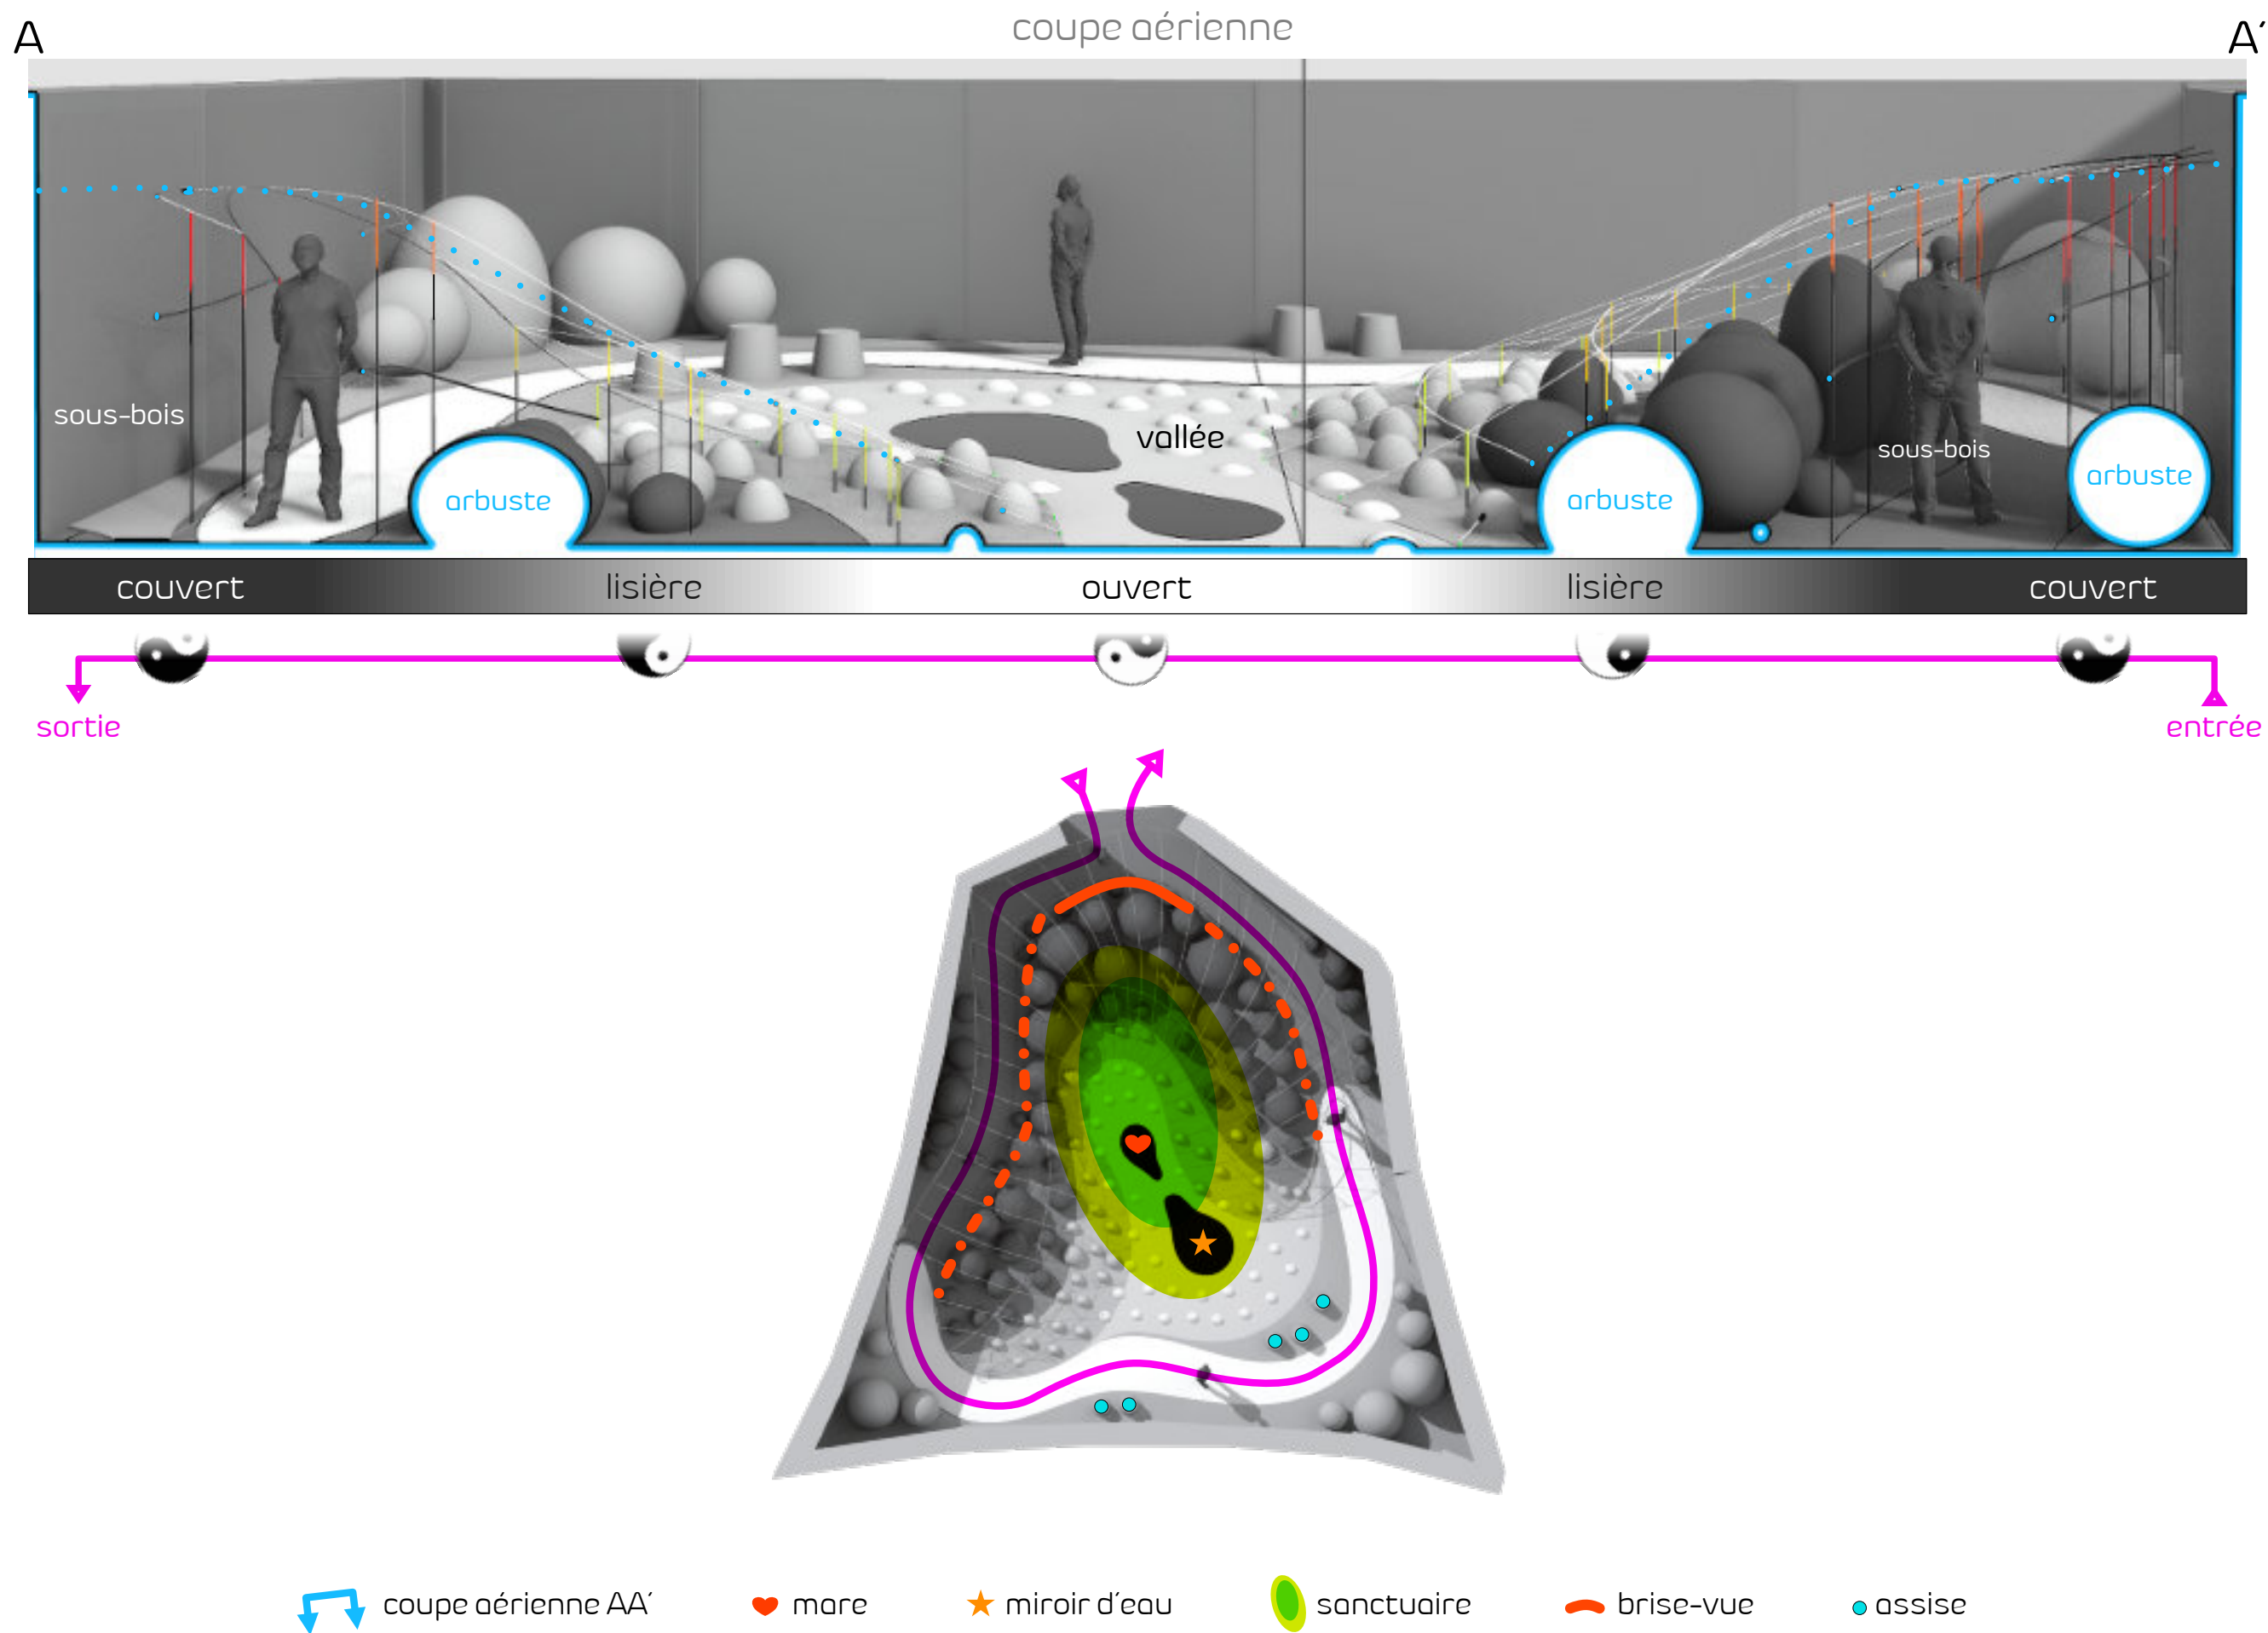 coupe aérienne
A
A′
sous-bois
vallée
sous-bois
arbuste
arbuste
arbuste
couvert
lisière
ouvert
lisière
couvert
sortie
entrée
coupe aérienne AA′
mare
miroir d′eau
sanctuaire
brise-vue
assise